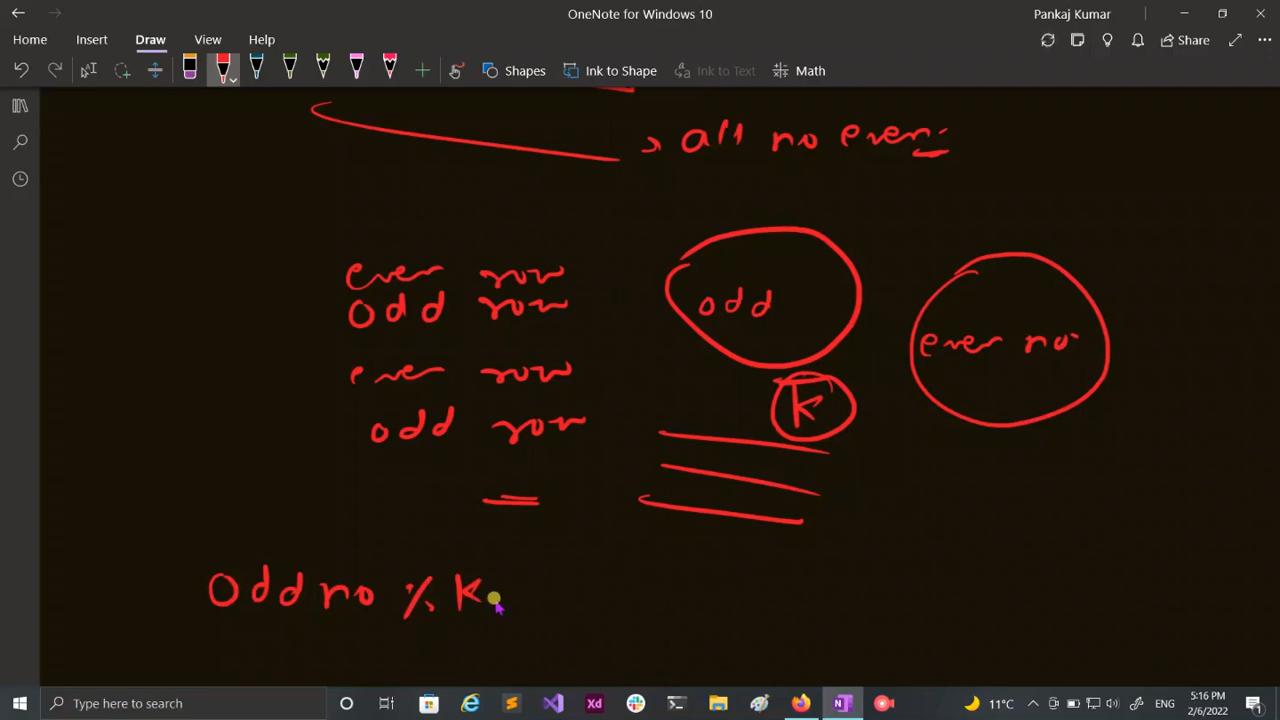 OneNote for Windows 10
Pankaj Kumar
Home Insert Draw View Help
Share
Shapes Ink to Shape Ink to Text Math
all no even
even row
odd row
odd
even no
even row
K
odd row
Odd no % K
Type here to search
11°C
ENG
5:16 PM
2/6/2022